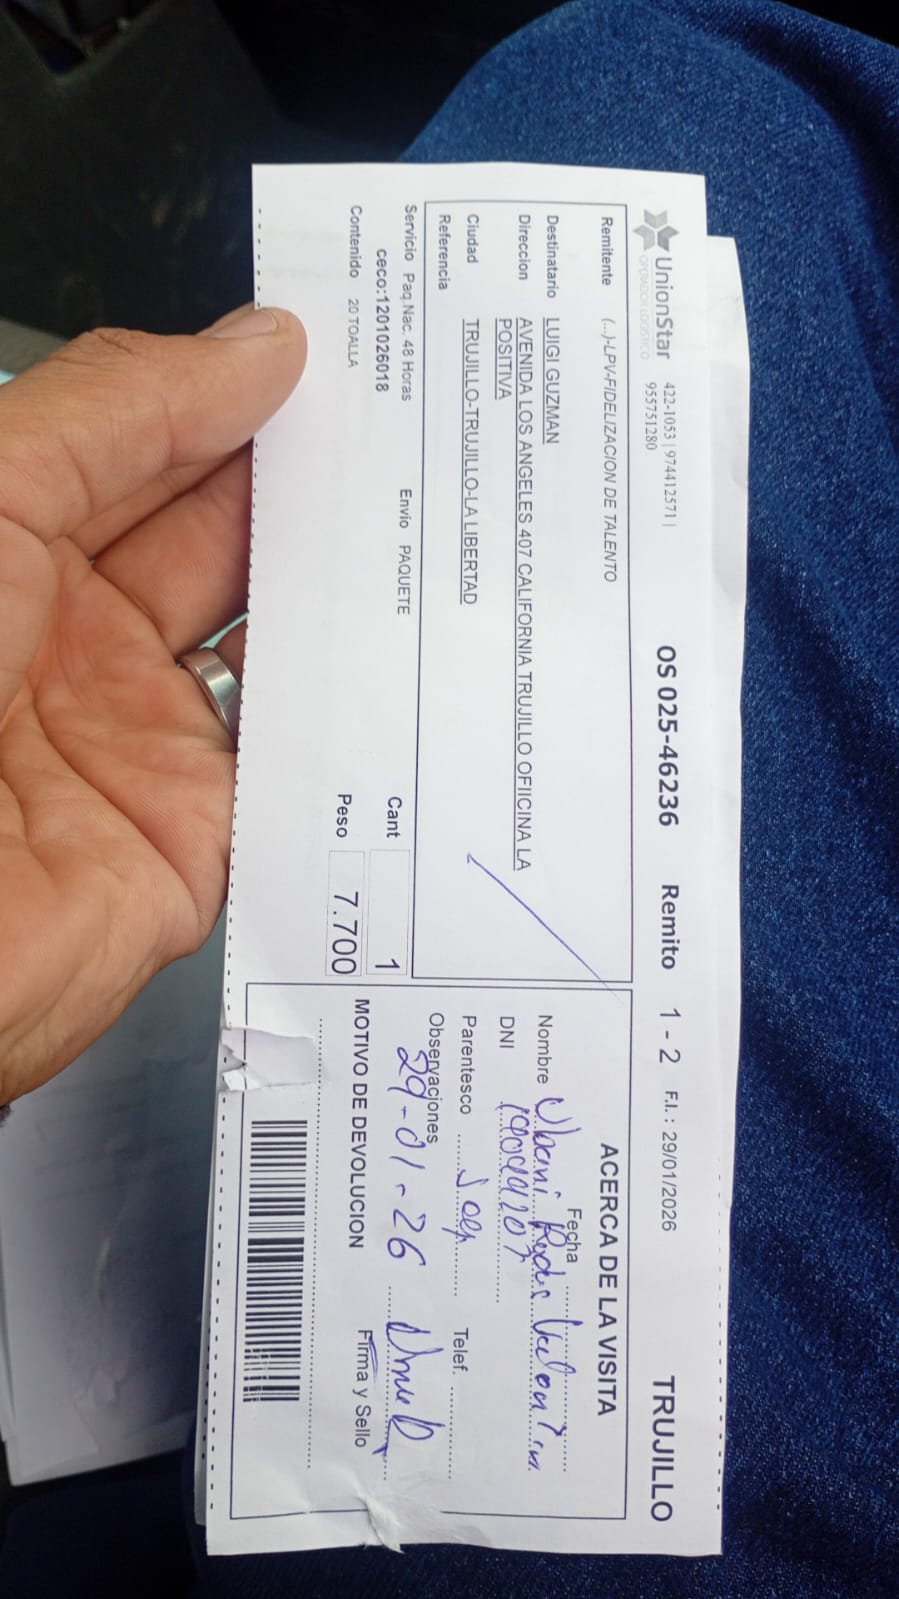 UnionStar
OPERADOR LOGÍSTICO
422-1053 | 974412571 |
955751280
OS 025-46236 Remito 1 - 2 F.I.: 29/01/2026 TRUJILLO
Remitente (...)-LPV-FIDELIZACION DE TALENTO
Destinatario LUIGI GUZMAN
Direccion AVENIDA LOS ANGELES 407 CALIFORNIA TRUJILLO OFIICINA LA
POSITIVA
Ciudad TRUJILLO-TRUJILLO-LA LIBERTAD
Referencia
Servicio Paq.Nac. 48 Horas Envio PAQUETE Cant 1
ceco:1201026018
Contenido 20 TOALLA Peso 7.700
ACERCA DE LA VISITA
Fecha
Nombre
DNI
Parentesco Telef.
Observaciones
29-01-26
MOTIVO DE DEVOLUCION Firma y Sello